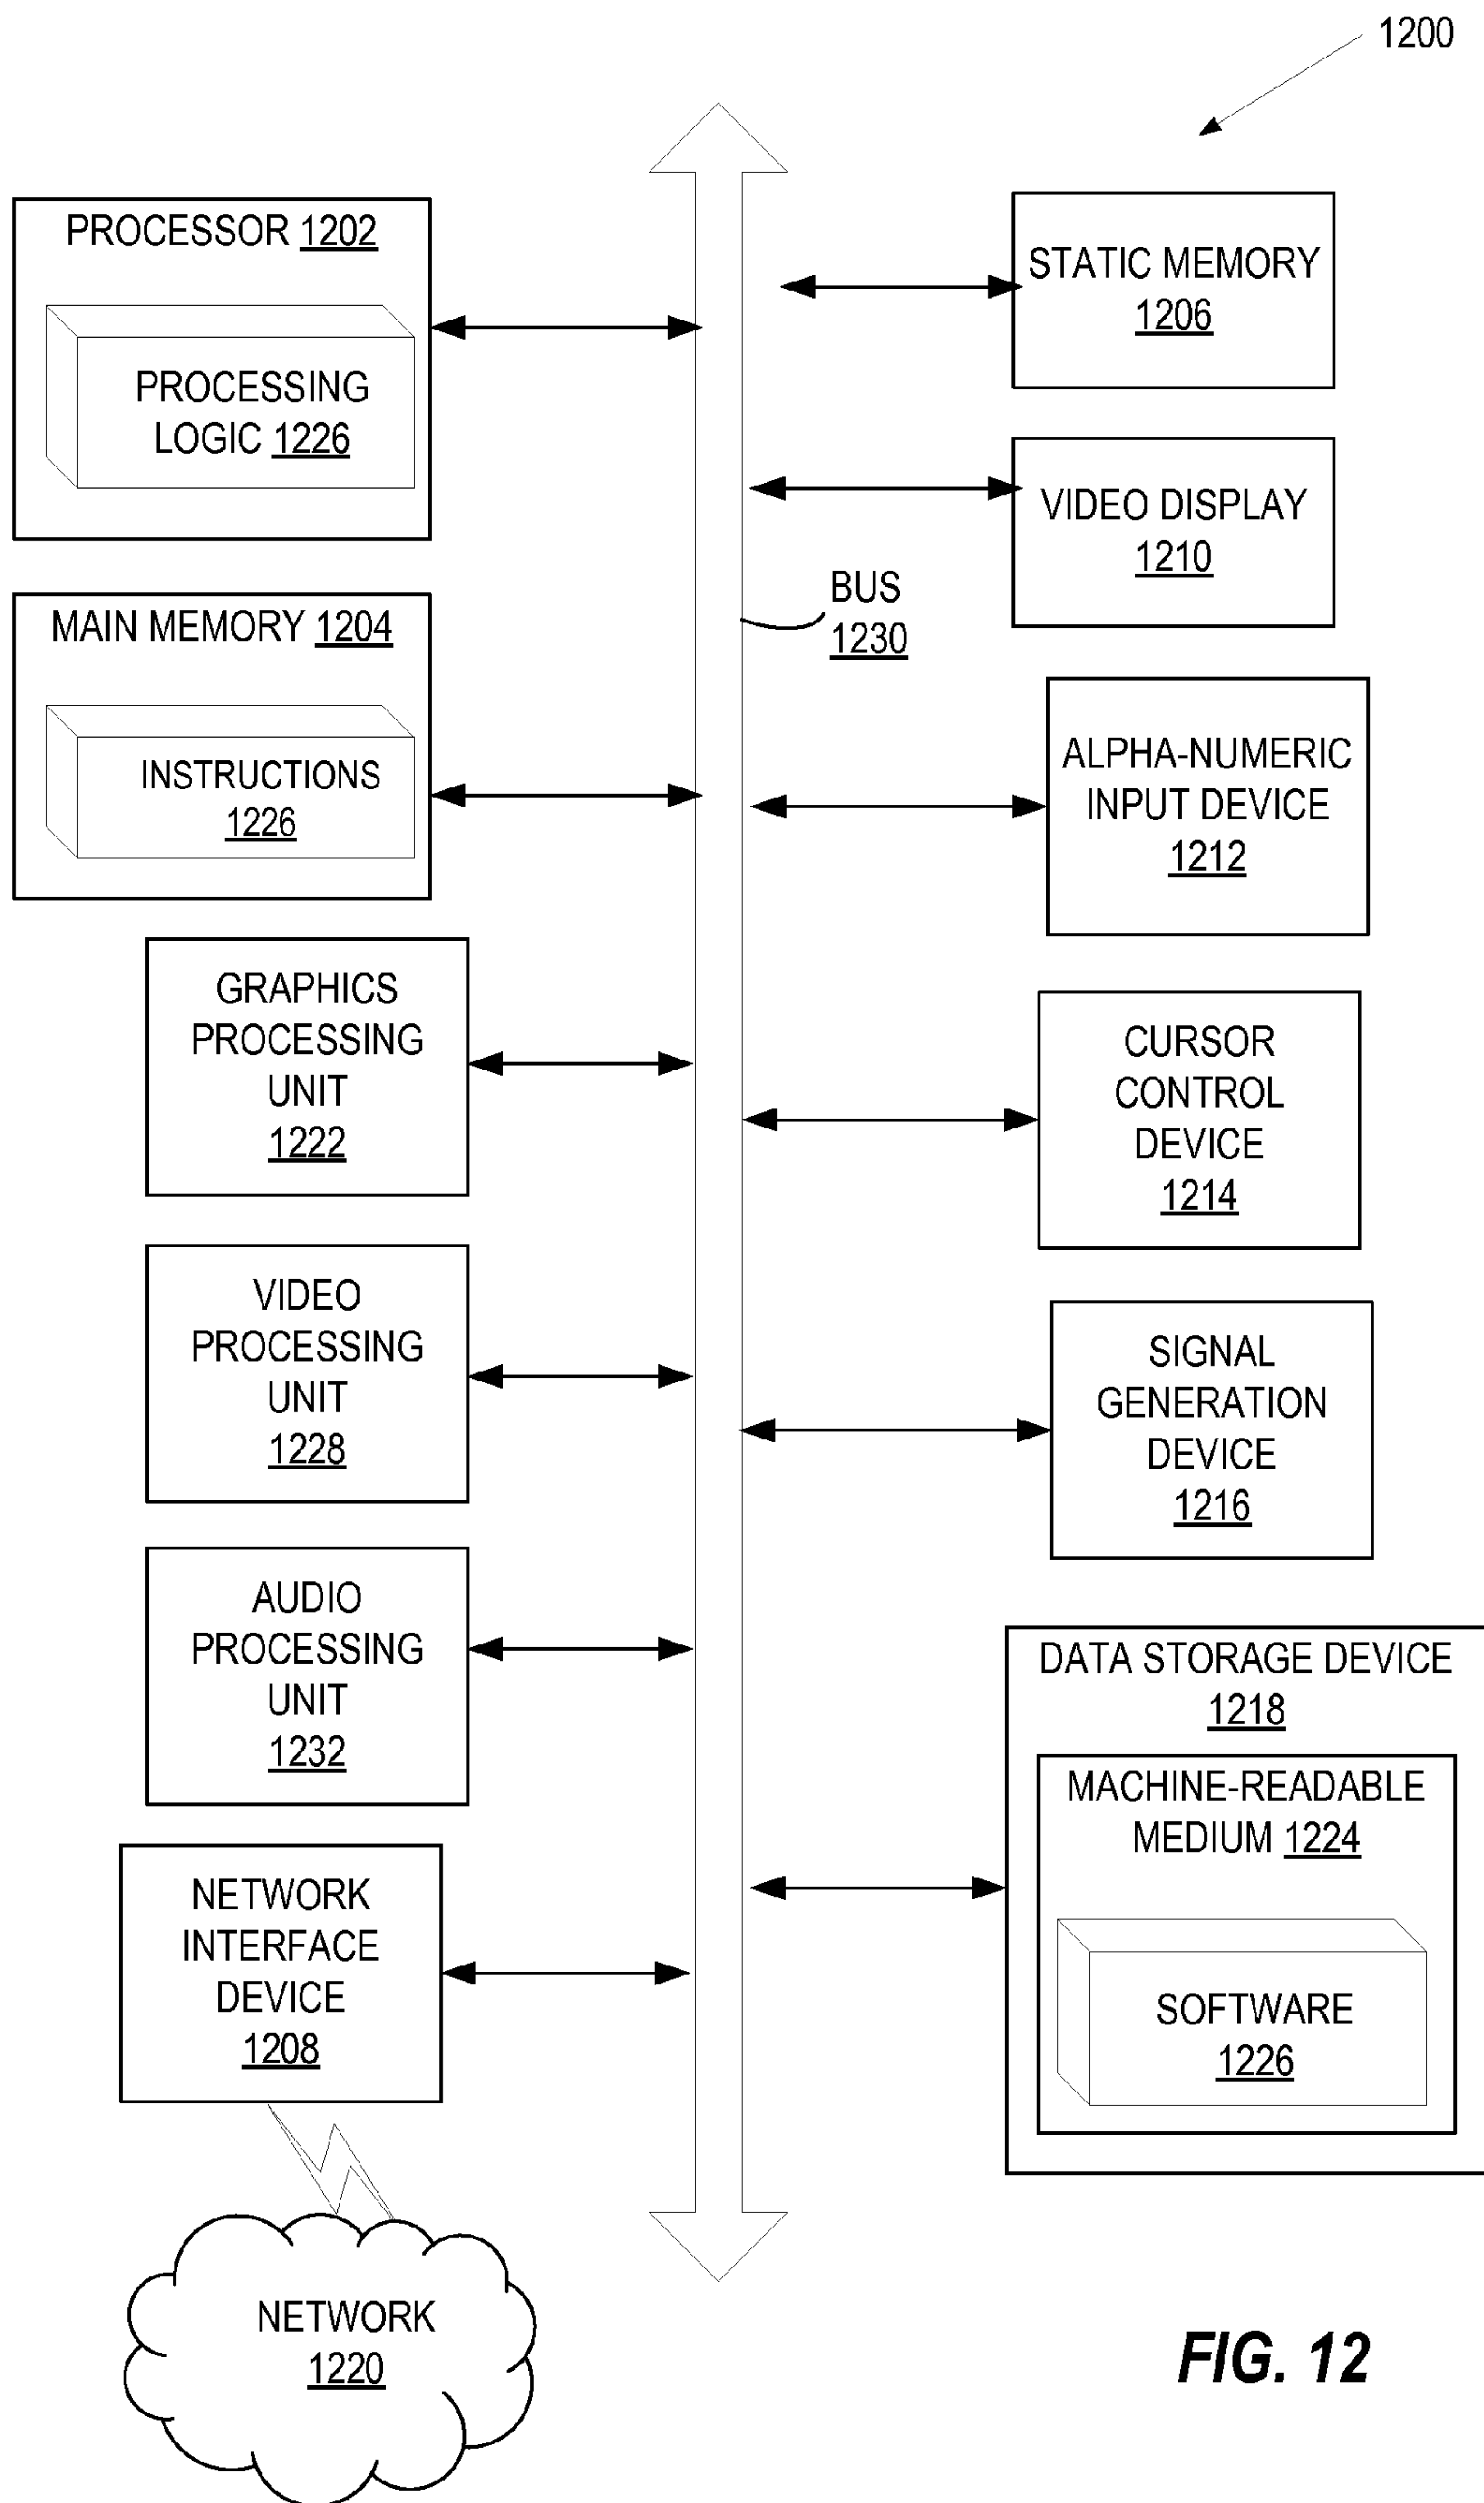 1200
PROCESSOR 1202
PROCESSING
LOGIC 1226
MAIN MEMORY 1204
INSTRUCTIONS
1226
GRAPHICS
PROCESSING
UNIT
1222
VIDEO
PROCESSING
UNIT
1228
AUDIO
PROCESSING
UNIT
1232
NETWORK
INTERFACE
DEVICE
1208
NETWORK
1220
BUS
1230
STATIC MEMORY
1206
VIDEO DISPLAY
1210
ALPHA-NUMERIC
INPUT DEVICE
1212
CURSOR
CONTROL
DEVICE
1214
SIGNAL
GENERATION
DEVICE
1216
DATA STORAGE DEVICE
1218
MACHINE-READABLE
MEDIUM 1224
SOFTWARE
1226
FIG. 12